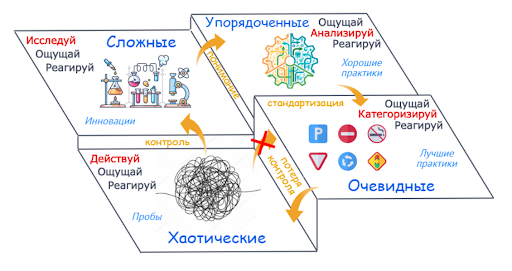 Сложные
Исследуй
Ощущай
Реагируй
Инновации
Упорядоченные
Ощущай
Анализируй
Реагируй
Хорошие
практики
понимание
стандартизация
Ощущай
Категоризируй
Реагируй
P
Лучшие
практики
Очевидные
контроль
Действуй
Ощущай
Реагируй
Пробы
Хаотические
потеря
контроля